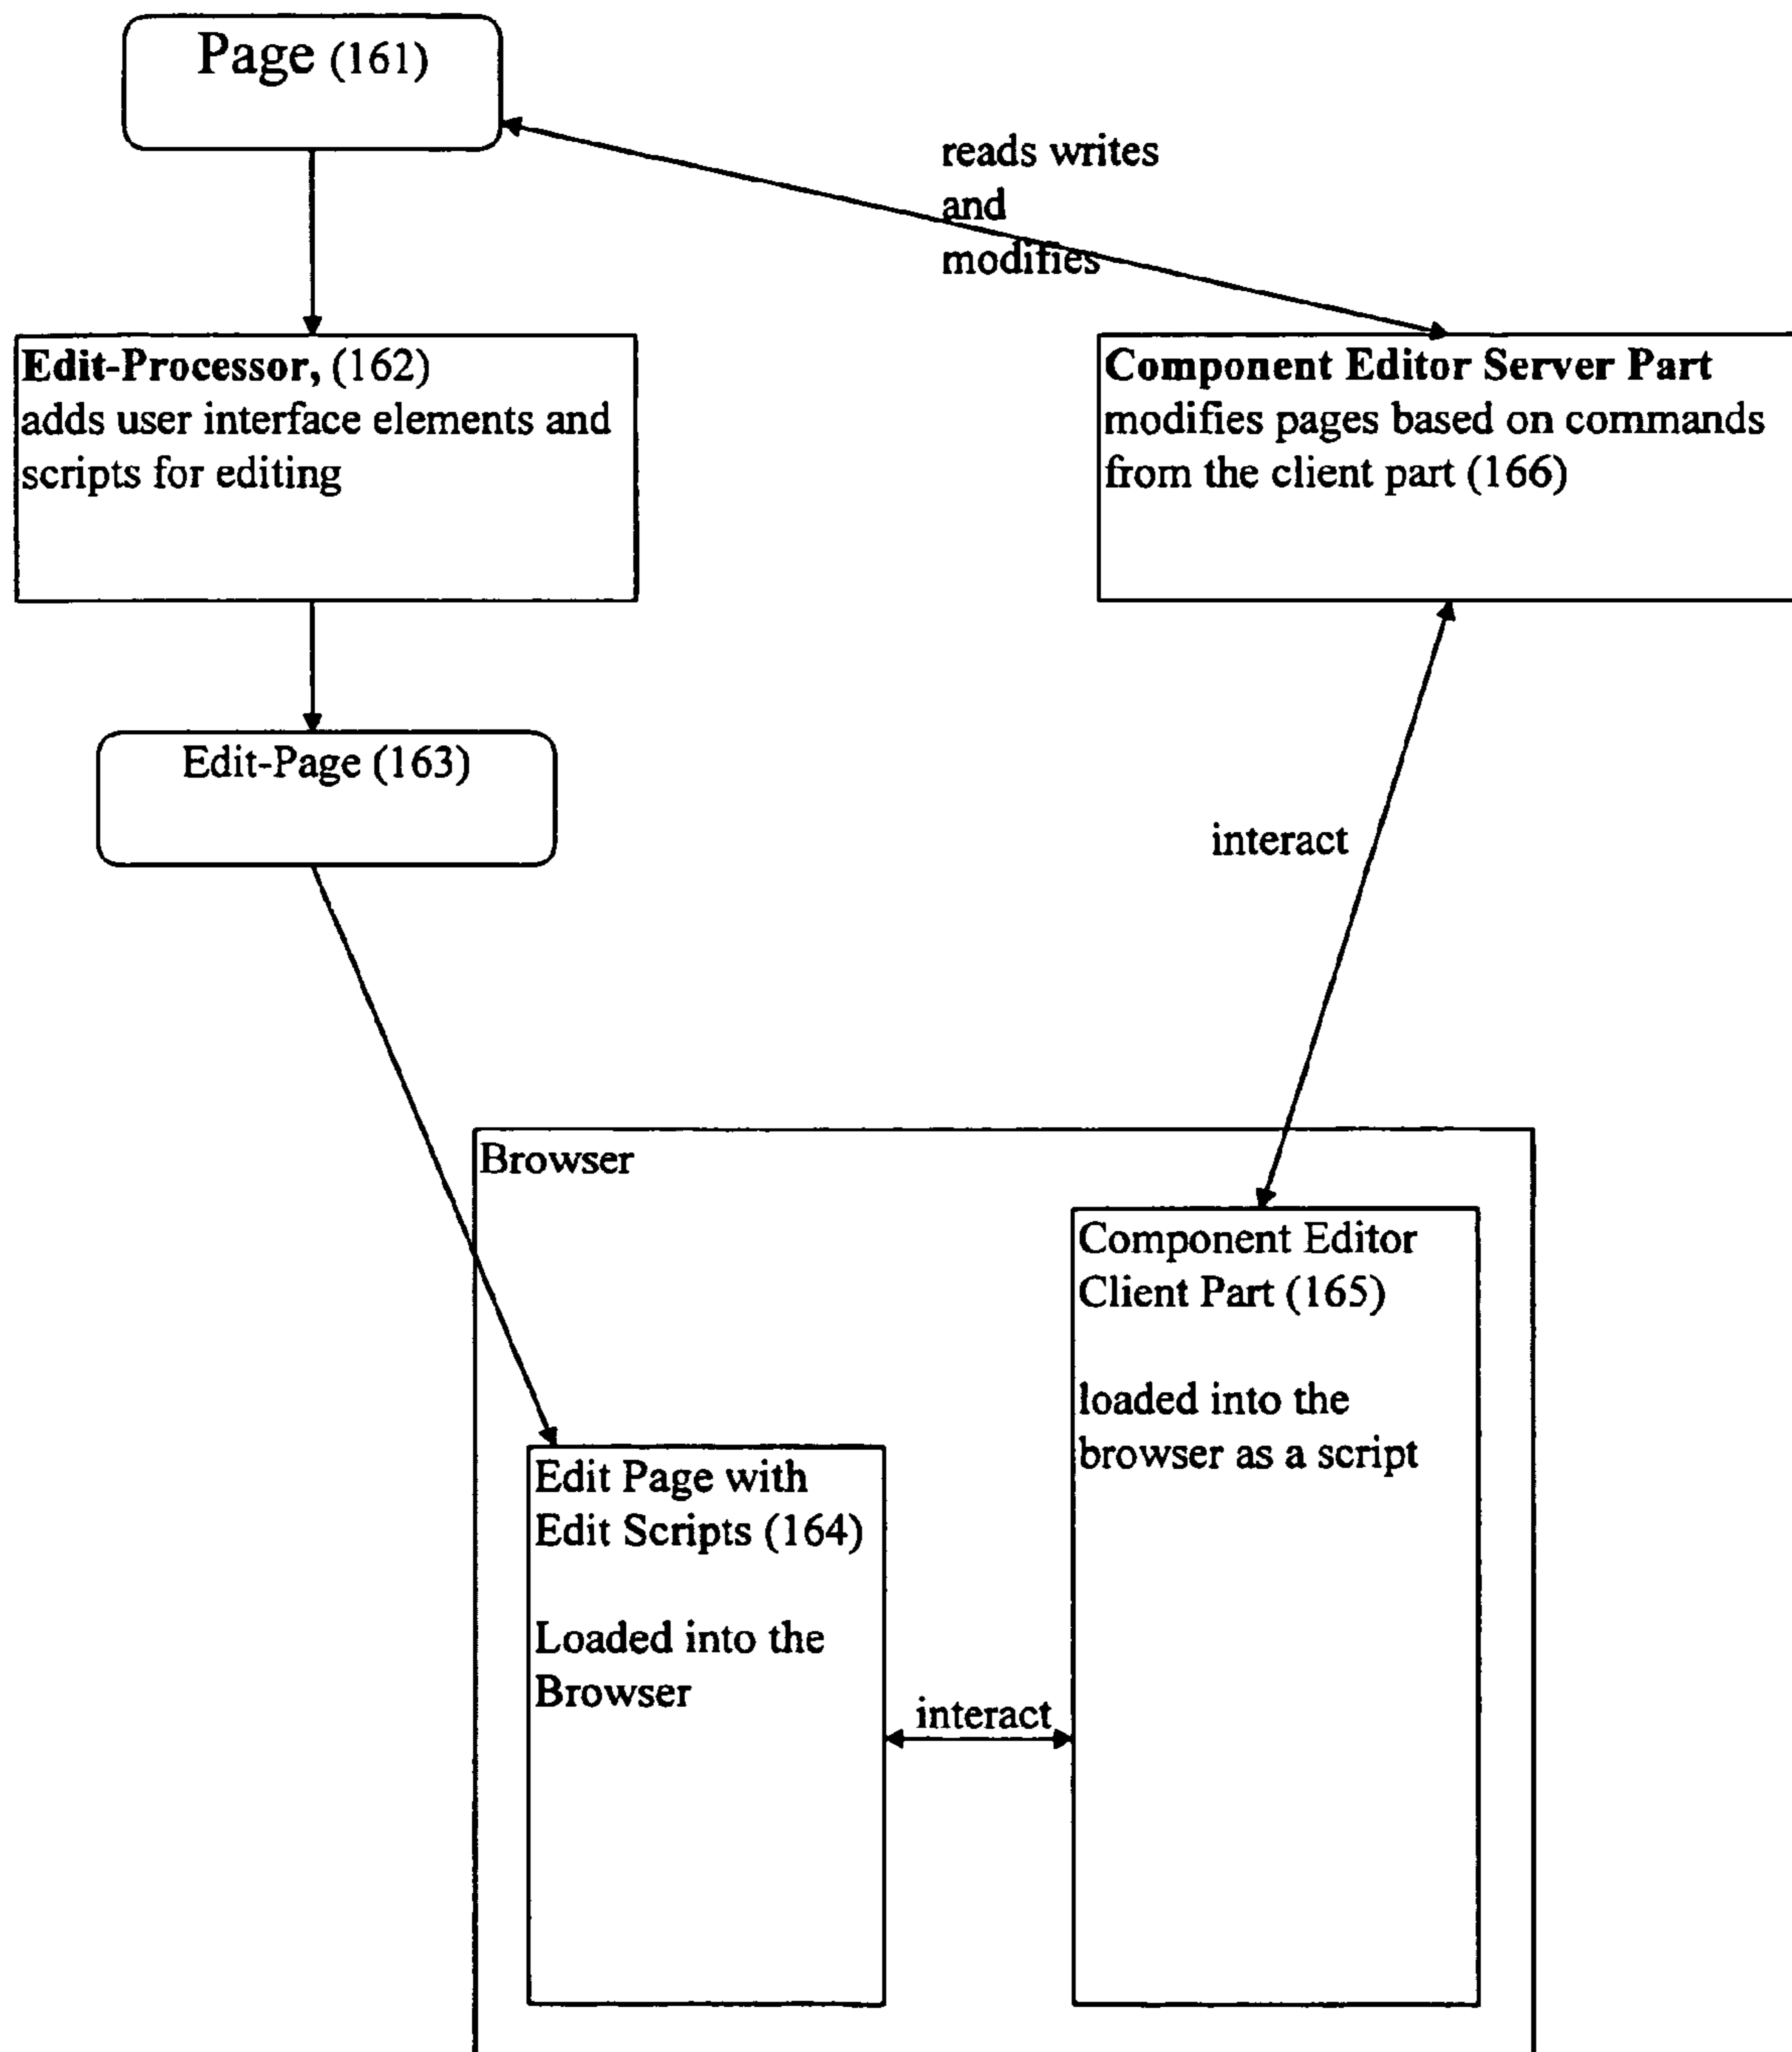 Page (161)
reads writes
and
modifies
Edit-Processor, (162)
adds user interface elements and
scripts for editing
Component Editor Server Part
modifies pages based on commands
from the client part (166)
Edit-Page (163)
interact
Browser
Component Editor
Client Part (165)
loaded into the
browser as a script
Edit Page with
Edit Scripts (164)
Loaded into the
Browser
interact